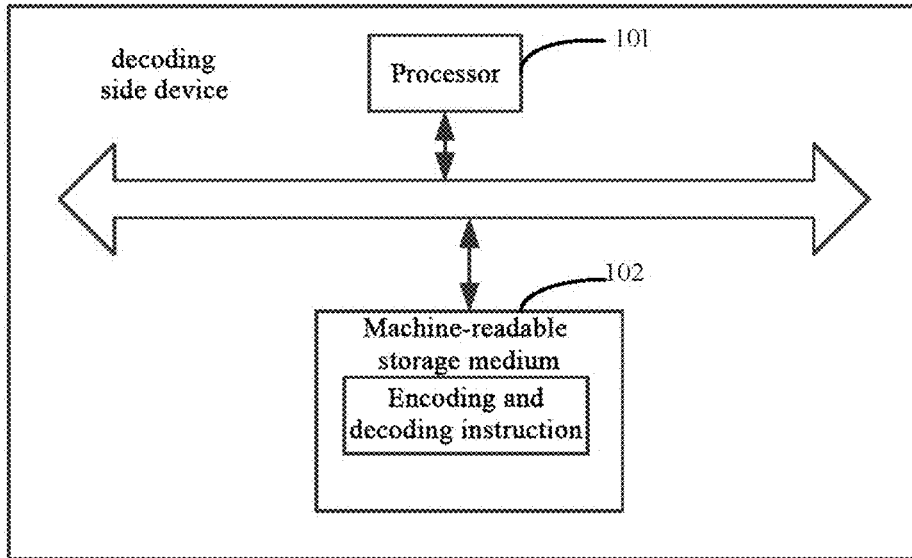 decoding
side device
Processor
101
102
Machine-readable
storage medium
Encoding and
decoding instruction